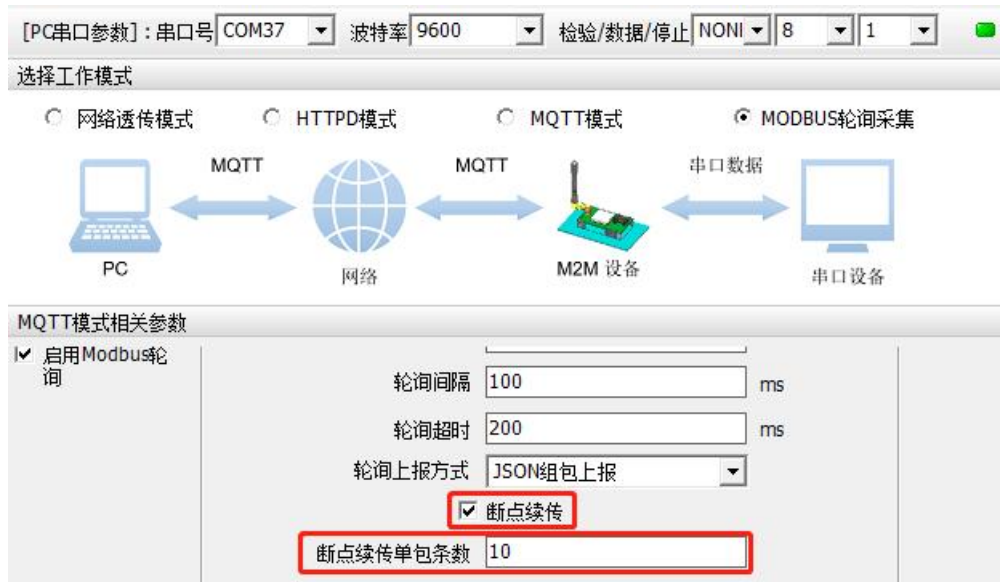 [PC串口参数]:串口号 COM37 波特率 9600 检验/数据/停止 NONI 8 1
选择工作模式
网络透传模式 HTTPD模式 MQTT模式 MODBUS轮询采集
MQTT MQTT 串口数据
PC 网络 M2M 设备 串口设备
MQTT模式相关参数
启用Modbus轮
询
轮询间隔 100 ms
轮询超时 200 ms
轮询上报方式 JSON组包上报
断点续传
断点续传单包条数 10